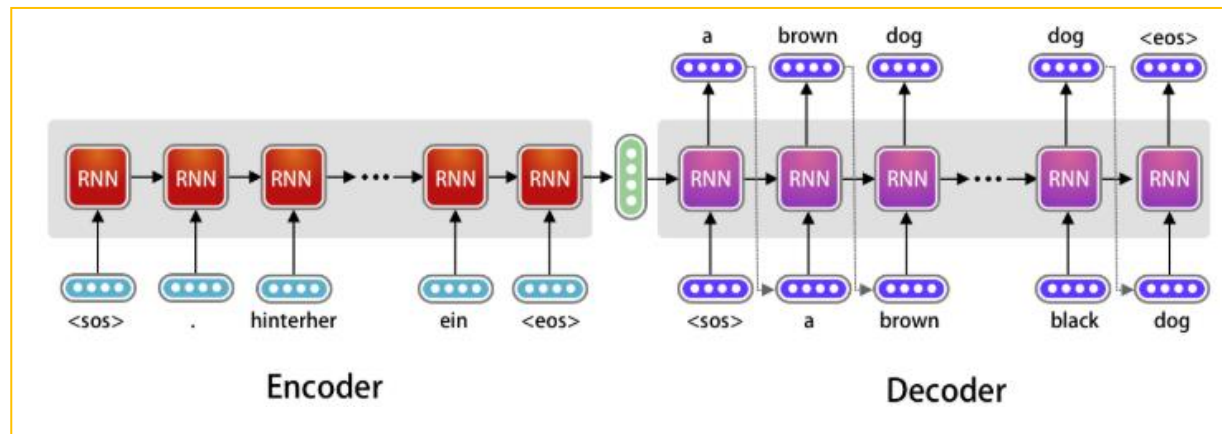 a brown dog dog <eos>
RNN RNN RNN RNN RNN RNN RNN RNN RNN RNN
<sos> . hinterher ein <eos> <sos> a brown black dog
Encoder Decoder